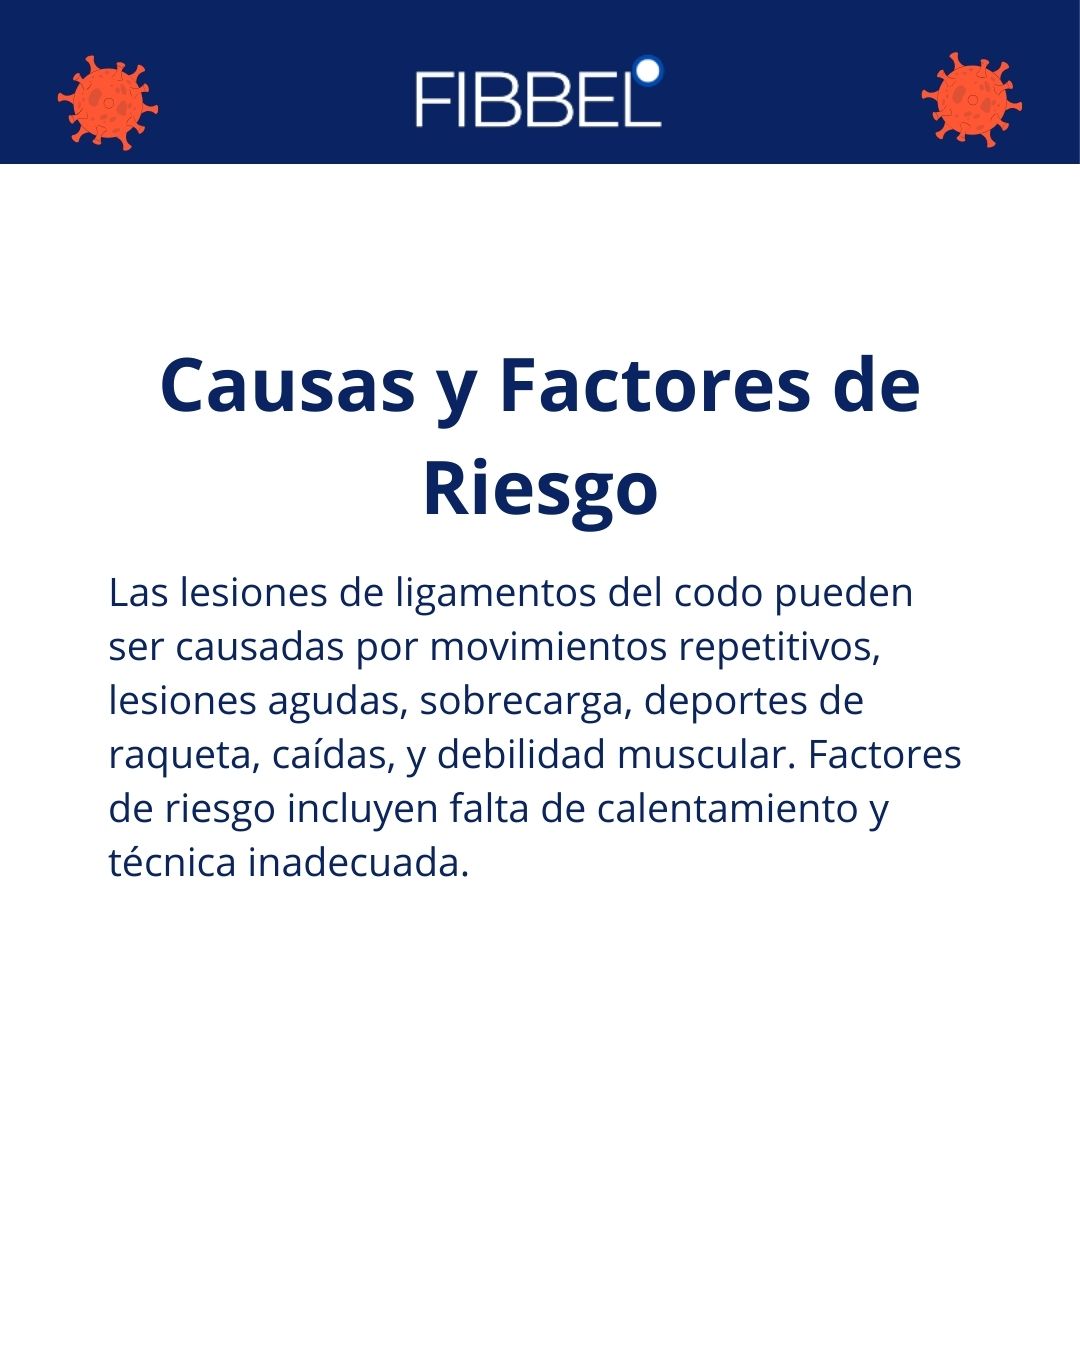 FIBBEL
Causas y Factores de
Riesgo
Las lesiones de ligamentos del codo pueden
ser causadas por movimientos repetitivos,
lesiones agudas, sobrecarga, deportes de
raqueta, caídas, y debilidad muscular. Factores
de riesgo incluyen falta de calentamiento y
técnica inadecuada.